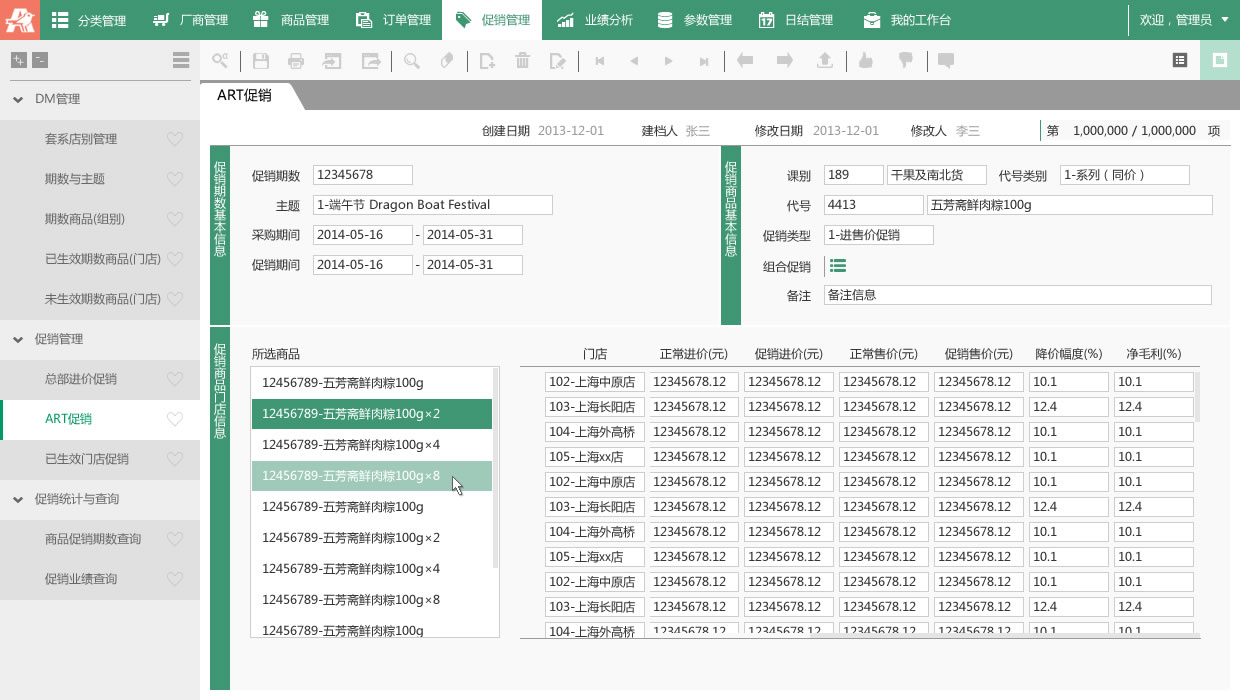 分类管理 厂商管理 商品管理 订单管理 促销管理 业绩分析 参数管理 日结管理 我的工作台 欢迎，管理员
ART促销
创建日期 2013-12-01 建档人 张三 修改日期 2013-12-01 修改人 李三 第 1,000,000 / 1,000,000 项
DM管理
套系店别管理
期数与主题
期数商品(组别)
已生效期数商品(门店)
未生效期数商品(门店)
促销管理
总部进价促销
ART促销
已生效门店促销
促销统计与查询
商品促销期数查询
促销业绩查询
促销期数基本信息
促销期数 12345678
主题 1-端午节 Dragon Boat Festival
采购期间 2014-05-16 - 2014-05-31
促销期间 2014-05-16 - 2014-05-31
促销商品基本信息
课别 189 干果及南北货 代号类别 1-系列（同价）
代号 4413 五芳斋鲜肉粽100g
促销类型 1-进售价促销
组合促销
备注 备注信息
促销商品门店信息
所选商品
12456789-五芳斋鲜肉粽100g
12456789-五芳斋鲜肉粽100g×2
12456789-五芳斋鲜肉粽100g×4
12456789-五芳斋鲜肉粽100g×8
12456789-五芳斋鲜肉粽100g
12456789-五芳斋鲜肉粽100g×2
12456789-五芳斋鲜肉粽100g×4
12456789-五芳斋鲜肉粽100g×8
12456789-五芳斋鲜肉粽100g
门店 正常进价(元) 促销进价(元) 正常售价(元) 促销售价(元) 降价幅度(%) 净毛利(%)
102-上海中原店 12345678.12 12345678.12 12345678.12 12345678.12 10.1 10.1
103-上海长阳店 12345678.12 12345678.12 12345678.12 12345678.12 12.4 12.4
104-上海外高桥 12345678.12 12345678.12 12345678.12 12345678.12 10.1 10.1
105-上海xx店 12345678.12 12345678.12 12345678.12 12345678.12 10.1 10.1
102-上海中原店 12345678.12 12345678.12 12345678.12 12345678.12 10.1 10.1
103-上海长阳店 12345678.12 12345678.12 12345678.12 12345678.12 12.4 12.4
104-上海外高桥 12345678.12 12345678.12 12345678.12 12345678.12 10.1 10.1
105-上海xx店 12345678.12 12345678.12 12345678.12 12345678.12 10.1 10.1
102-上海中原店 12345678.12 12345678.12 12345678.12 12345678.12 10.1 10.1
103-上海长阳店 12345678.12 12345678.12 12345678.12 12345678.12 12.4 12.4
104-上海外高桥 12345678.12 12345678.12 12345678.12 12345678.12 10.1 10.1